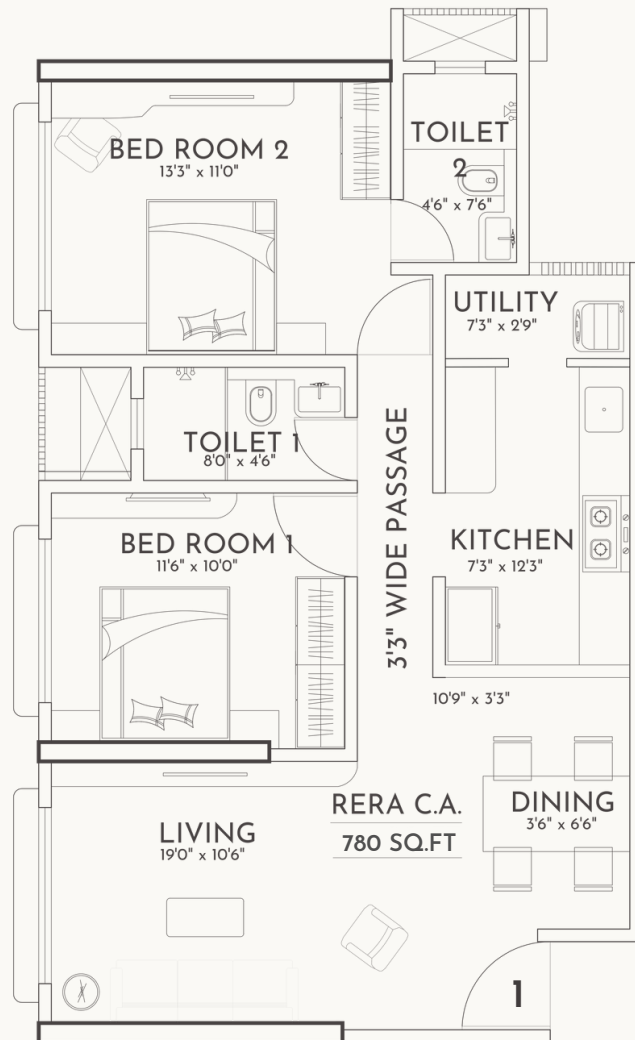 TOILET
2
4'6" x 7'6"
BED ROOM 2
13'3" x 11'0"
UTILITY
7'3" x 2'9"
TOILET 1
8'0" x 4'6"
3'3" WIDE PASSAGE
BED ROOM 1
11'6" x 10'0"
KITCHEN
7'3" x 12'3"
10'9" x 3'3"
RERA C.A.
780 SQ.FT
DINING
3'6" x 6'6"
LIVING
19'0" x 10'6"
1